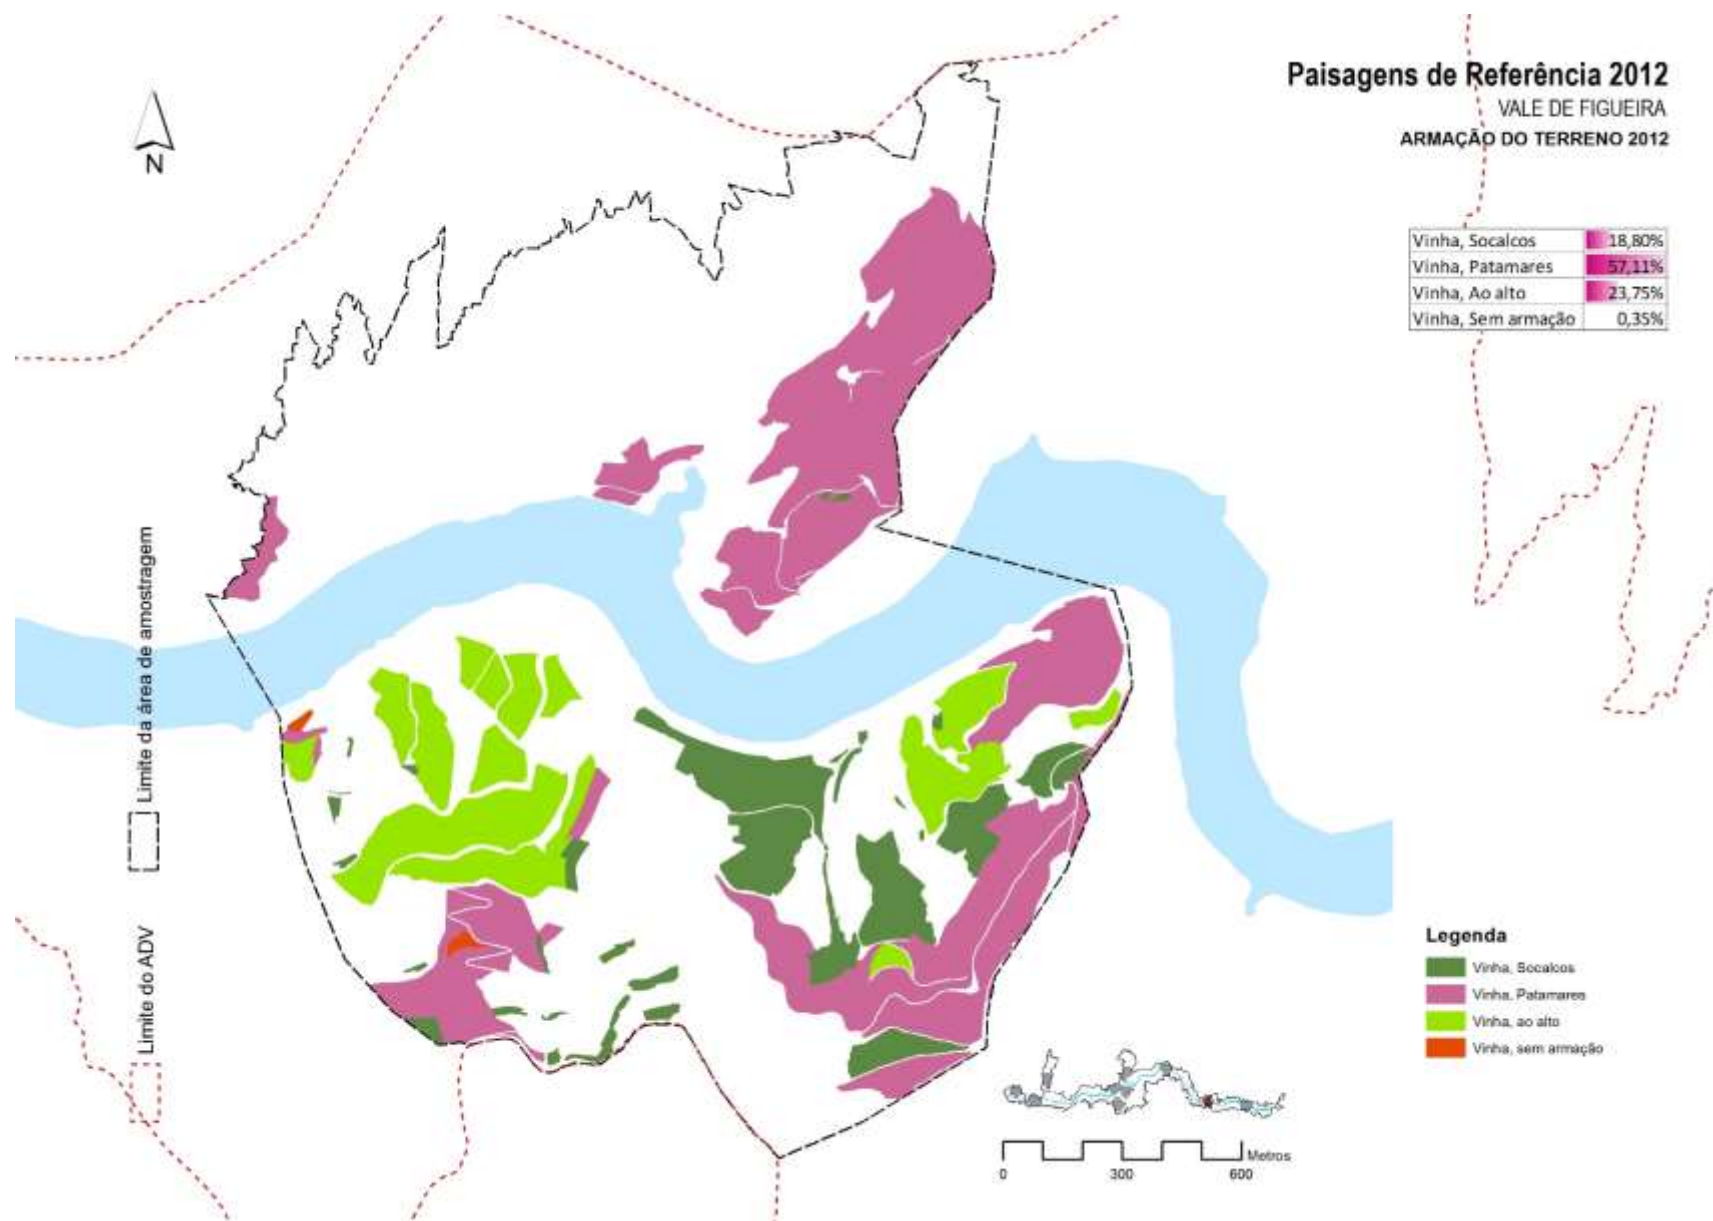 Paisagens de Referência 2012
VALE DE FIGUEIRA
ARMAÇÃO DO TERRENO 2012
N
Vinha, Socalcos 18,80%
Vinha, Patamares 57,11%
Vinha, Ao alto 23,75%
Vinha, Sem armação 0,35%
Limite da área de amostragem
Limite do ADV
Legenda
Vinha, Socalcos
Vinha, Patamares
Vinha, ao alto
Vinha, sem armação
Metros
0 300 600